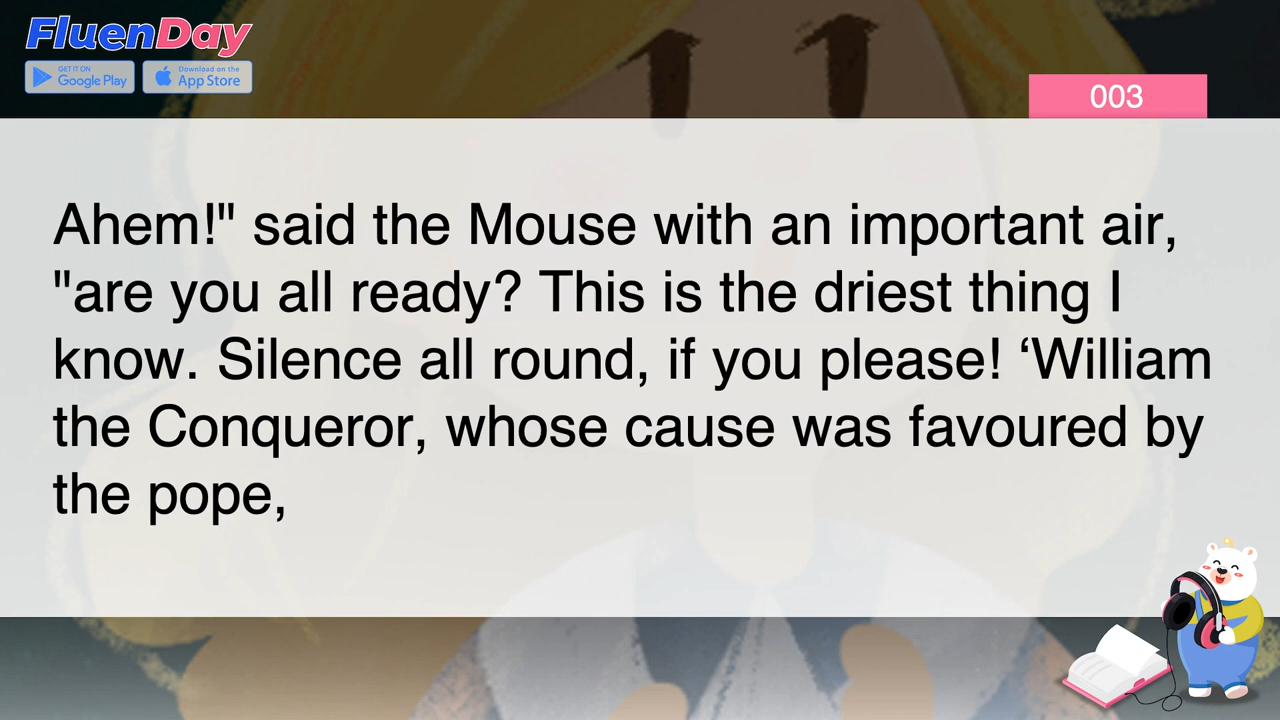 FluenDay
GET IT ON
Google Play
Download on the
App Store
003
Ahem!" said the Mouse with an important air,
"are you all ready? This is the driest thing I
know. Silence all round, if you please! ‘William
the Conqueror, whose cause was favoured by
the pope,